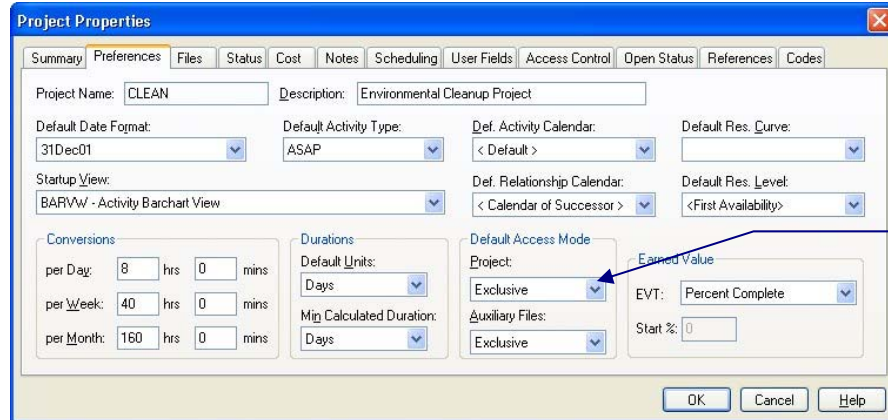 Project Properties
Summary Preferences Files Status Cost Notes Scheduling User Fields Access Control Open Status References Codes
Project Name: CLEAN Description: Environmental Cleanup Project
Default Date Format: Default Activity Type: Def. Activity Calendar: Default Res. Curve:
31Dec01 ASAP < Default >
Startup View: Def. Relationship Calendar: Default Res. Level:
BARVW - Activity Barchart View < Calendar of Successor > <First Availability>
Conversions Durations Default Access Mode Earned Value
Default Units: Project:
per Day: 8 hrs 0 mins Days Exclusive EVT: Percent Complete
per Week: 40 hrs 0 mins Min Calculated Duration: Auxiliary Files: Start %: 0
per Month: 160 hrs 0 mins Days Exclusive
OK Cancel Help